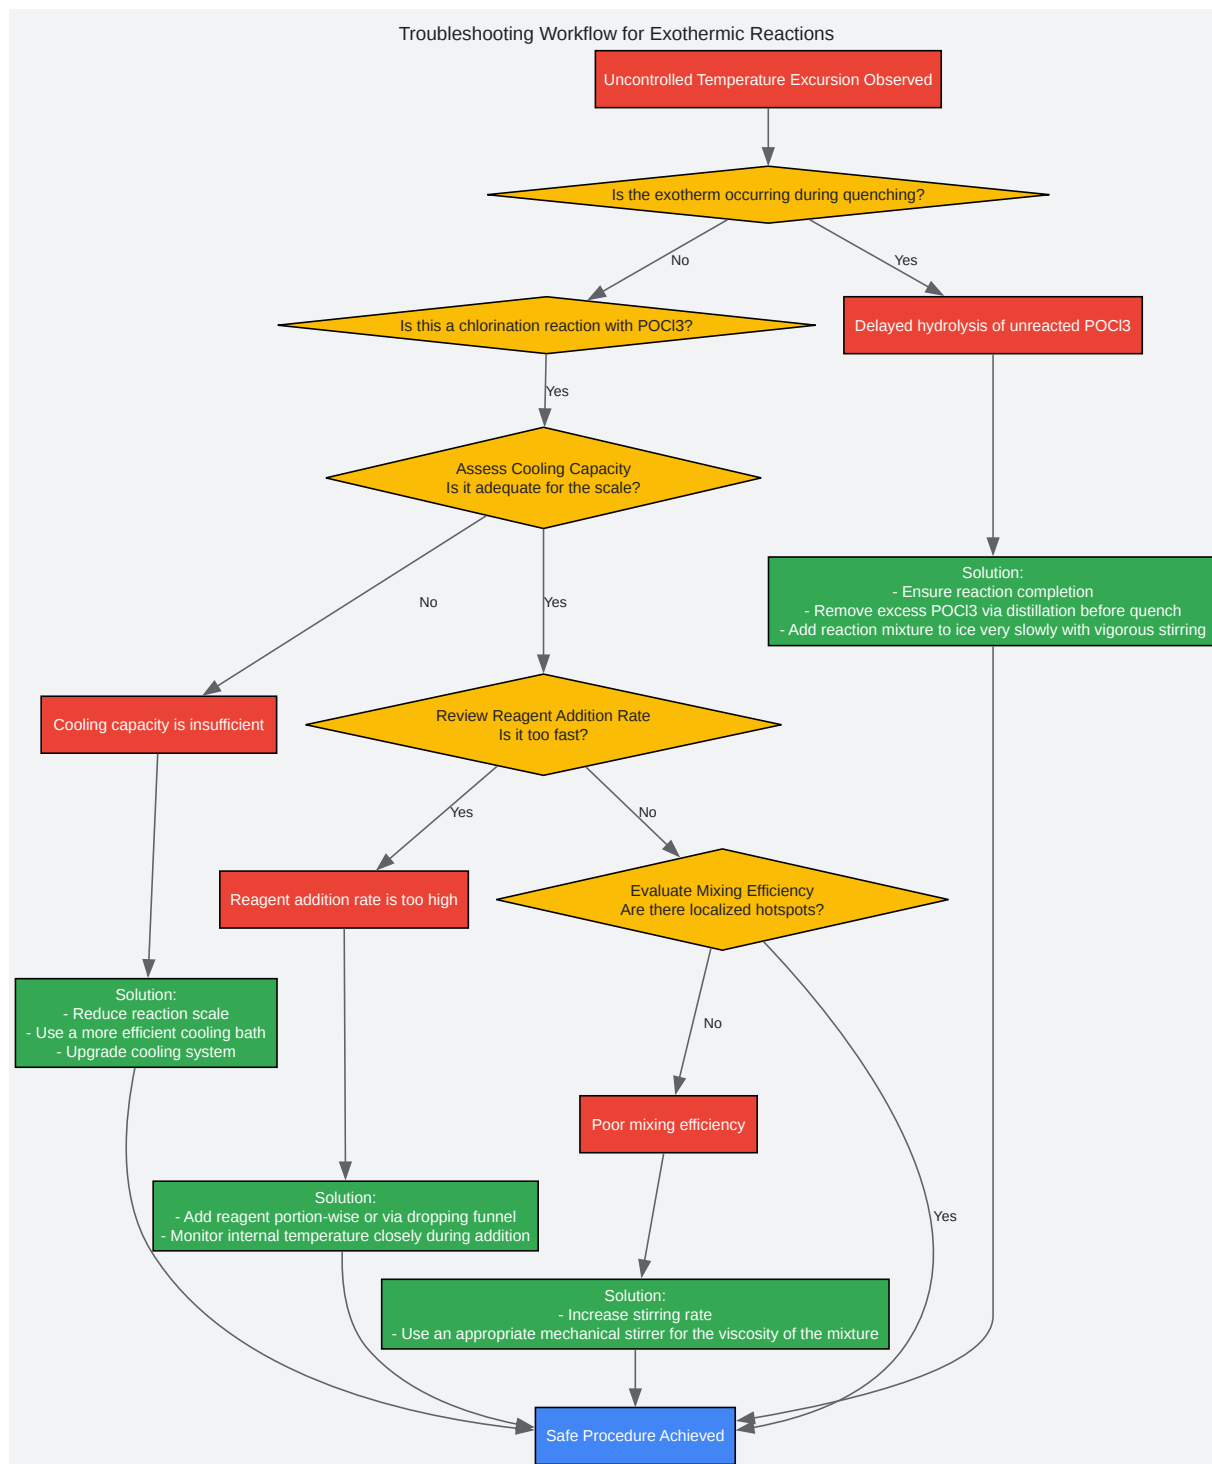 Troubleshooting Workflow for Exothermic Reactions
Uncontrolled Temperature Excursion Observed
Is the exotherm occurring during quenching?
No
Yes
Is this a chlorination reaction with POCl3?
Delayed hydrolysis of unreacted POCl3
Yes
Assess Cooling Capacity
Is it adequate for the scale?
No
Yes
Solution:
- Ensure reaction completion
- Remove excess POCl3 via distillation before quench
- Add reaction mixture to ice very slowly with vigorous stirring
Cooling capacity is insufficient
Review Reagent Addition Rate
Is it too fast?
Yes
No
Reagent addition rate is too high
Evaluate Mixing Efficiency
Are there localized hotspots?
Solution:
- Reduce reaction scale
- Use a more efficient cooling bath
- Upgrade cooling system
No
Poor mixing efficiency
Yes
Solution:
- Add reagent portion-wise or via dropping funnel
- Monitor internal temperature closely during addition
Solution:
- Increase stirring rate
- Use an appropriate mechanical stirrer for the viscosity of the mixture
Safe Procedure Achieved